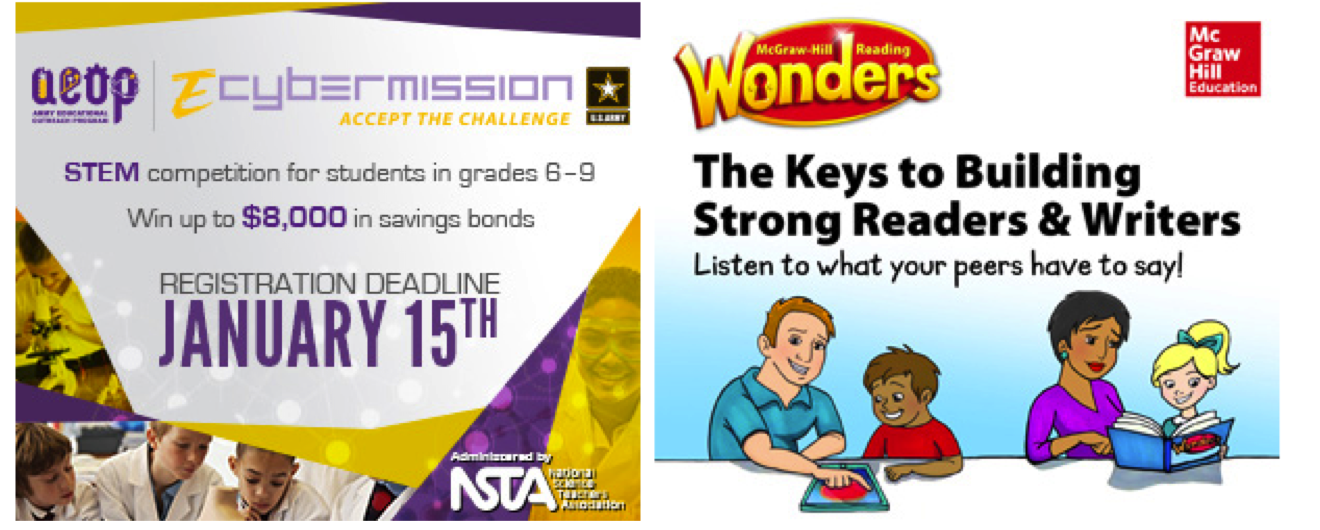 aeop
ARMY EDUCATIONAL
OUTREACH PROGRAM
Ecybermission
ACCEPT THE CHALLENGE
U.S.ARMY
STEM competition for students in grades 6-9
Win up to $8,000 in savings bonds
REGISTRATION DEADLINE
JANUARY 15TH
Administered by
NSTA
National
Science
Teachers
Association
McGraw-Hill Reading
Wonders
Mc
Graw
Hill
Education
The Keys to Building
Strong Readers & Writers
Listen to what your peers have to say!